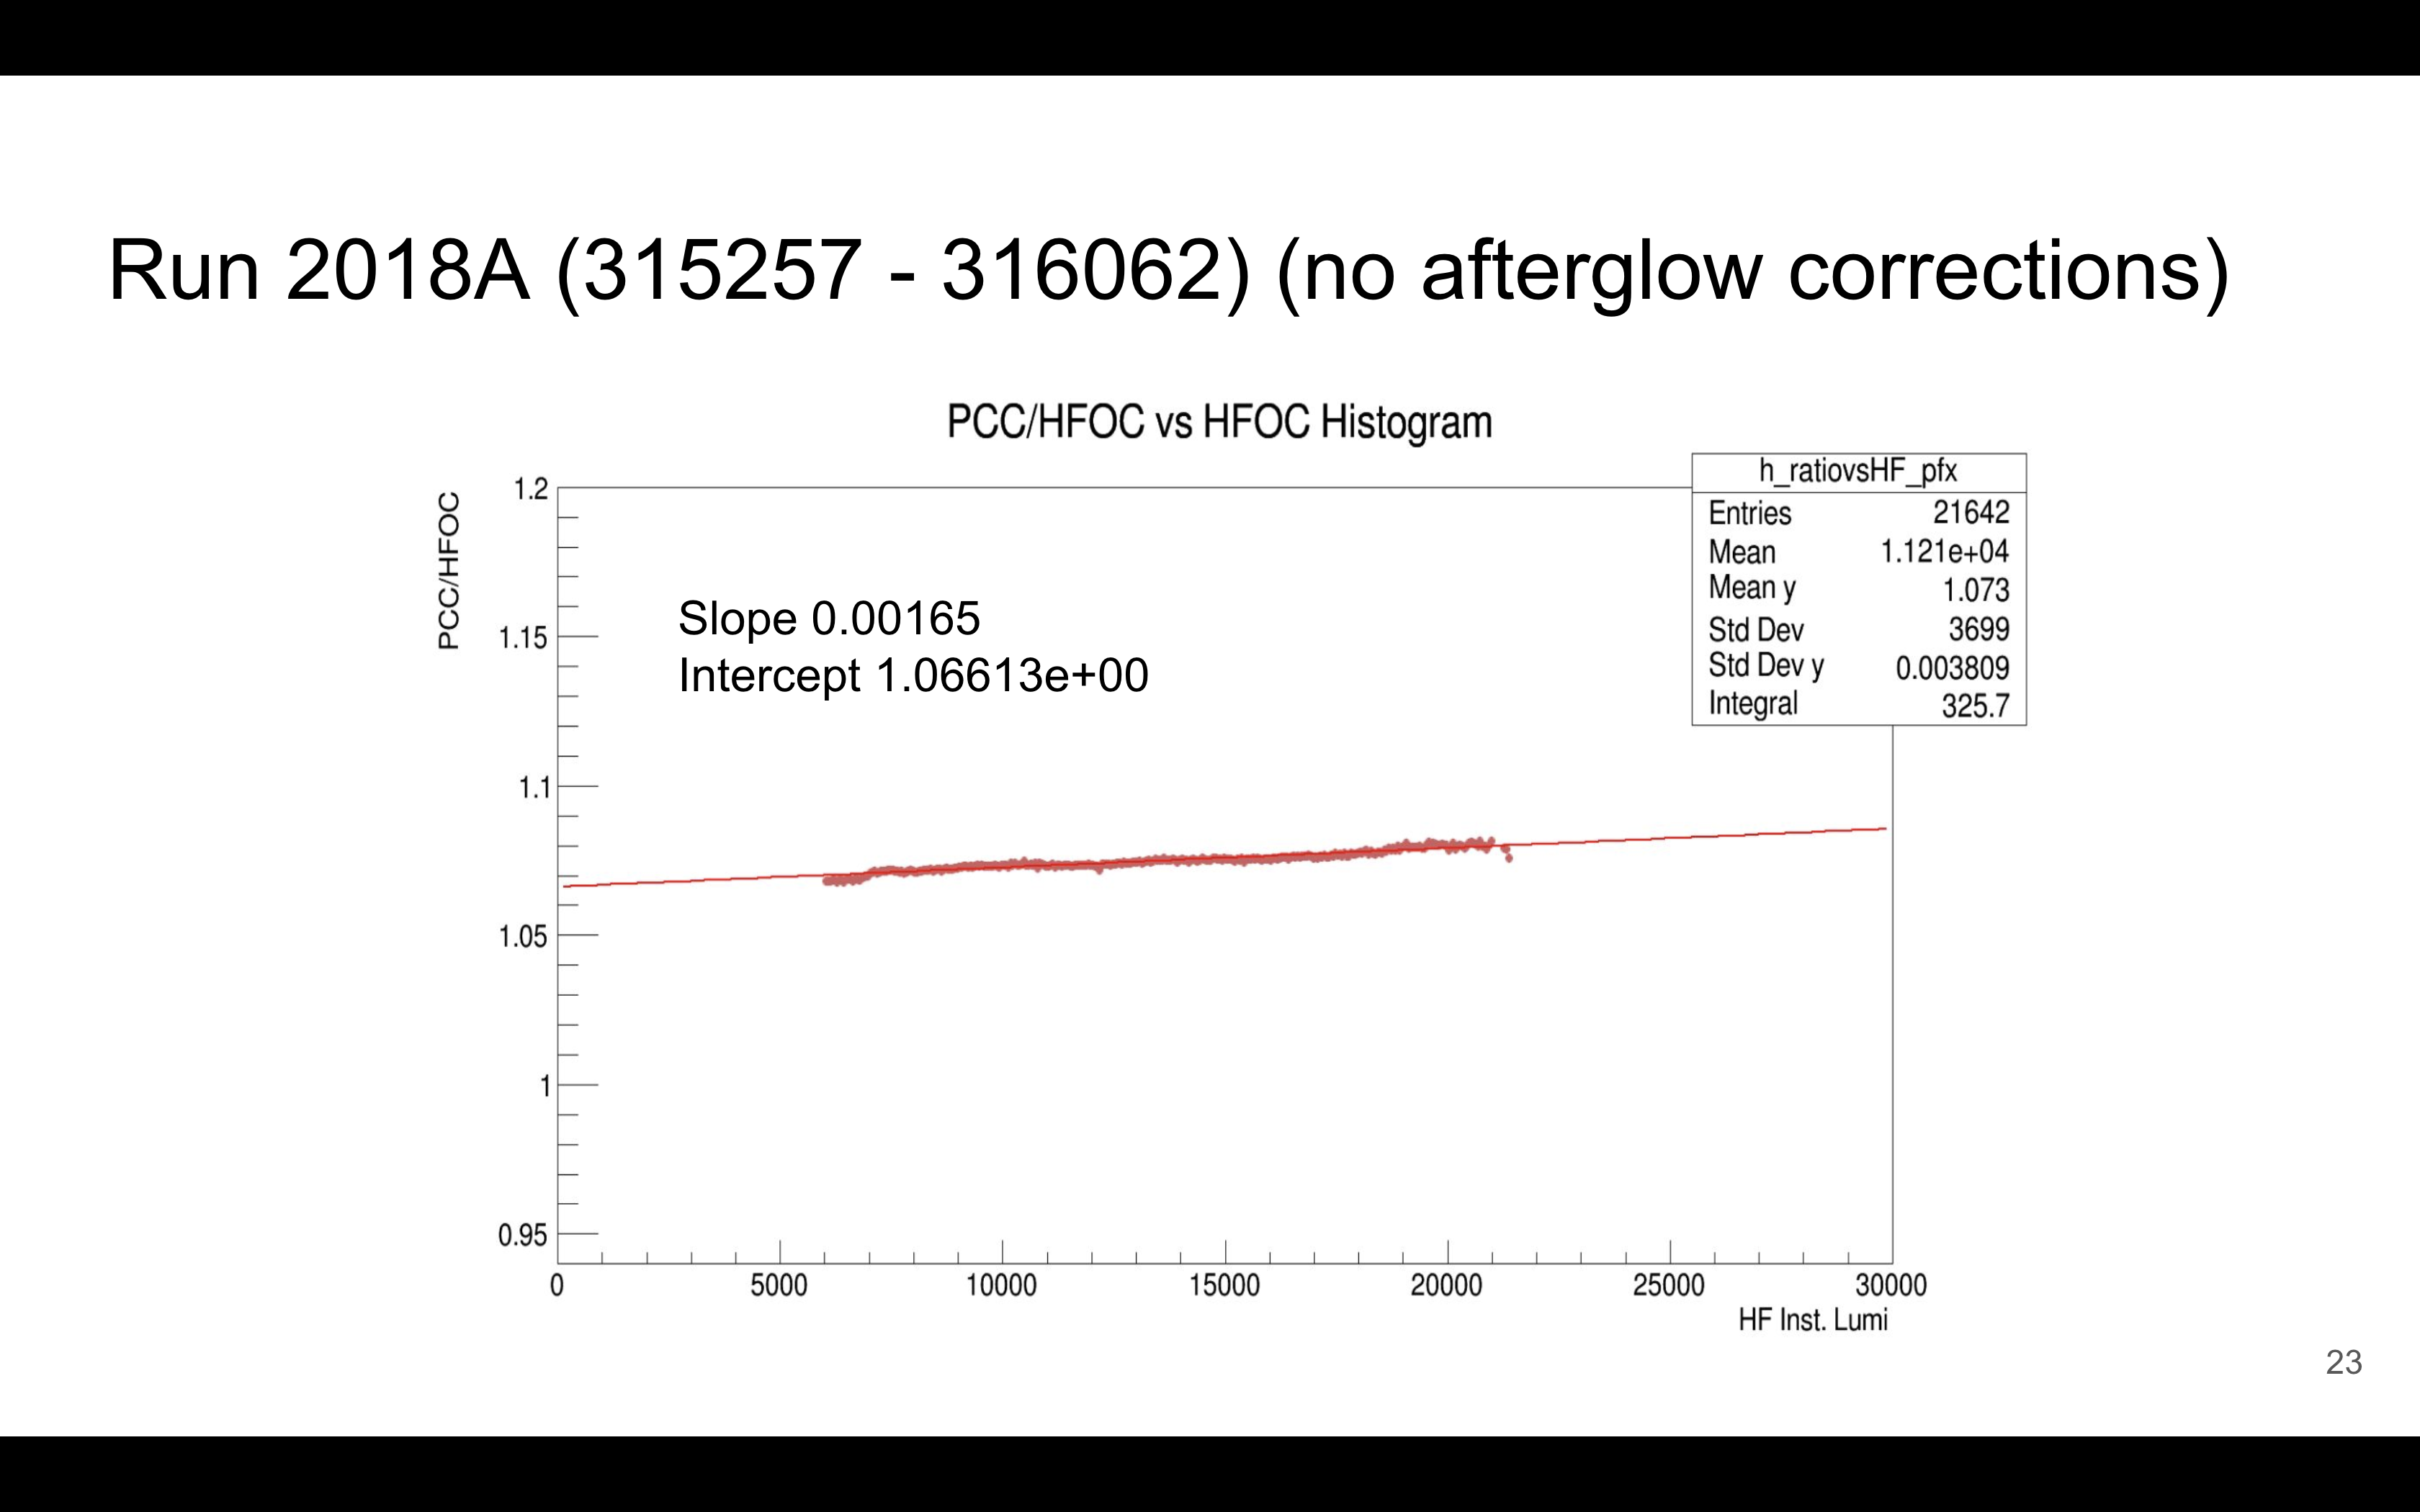 Run 2018A (315257 - 316062) (no afterglow corrections)
PCC/HFOC vs HFOC Histogram
h_ratiovsHF_pfx
Entries 21642
Mean 1.121e+04
Mean y 1.073
Std Dev 3699
Std Dev y 0.003809
Integral 325.7
PCC/HFOC
1.2
1.15
1.1
1.05
1
0.95
Slope 0.00165
Intercept 1.06613e+00
0 5000 10000 15000 20000 25000 30000
HF Inst. Lumi
23